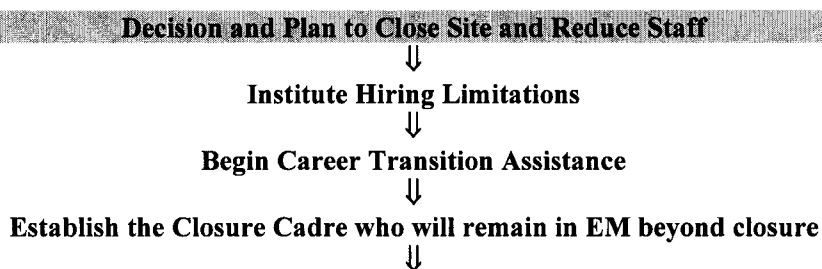 Decision and Plan to Close Site and Reduce Staff
⇓
Institute Hiring Limitations
⇓
Begin Career Transition Assistance
⇓
Establish the Closure Cadre who will remain in EM beyond closure
⇓